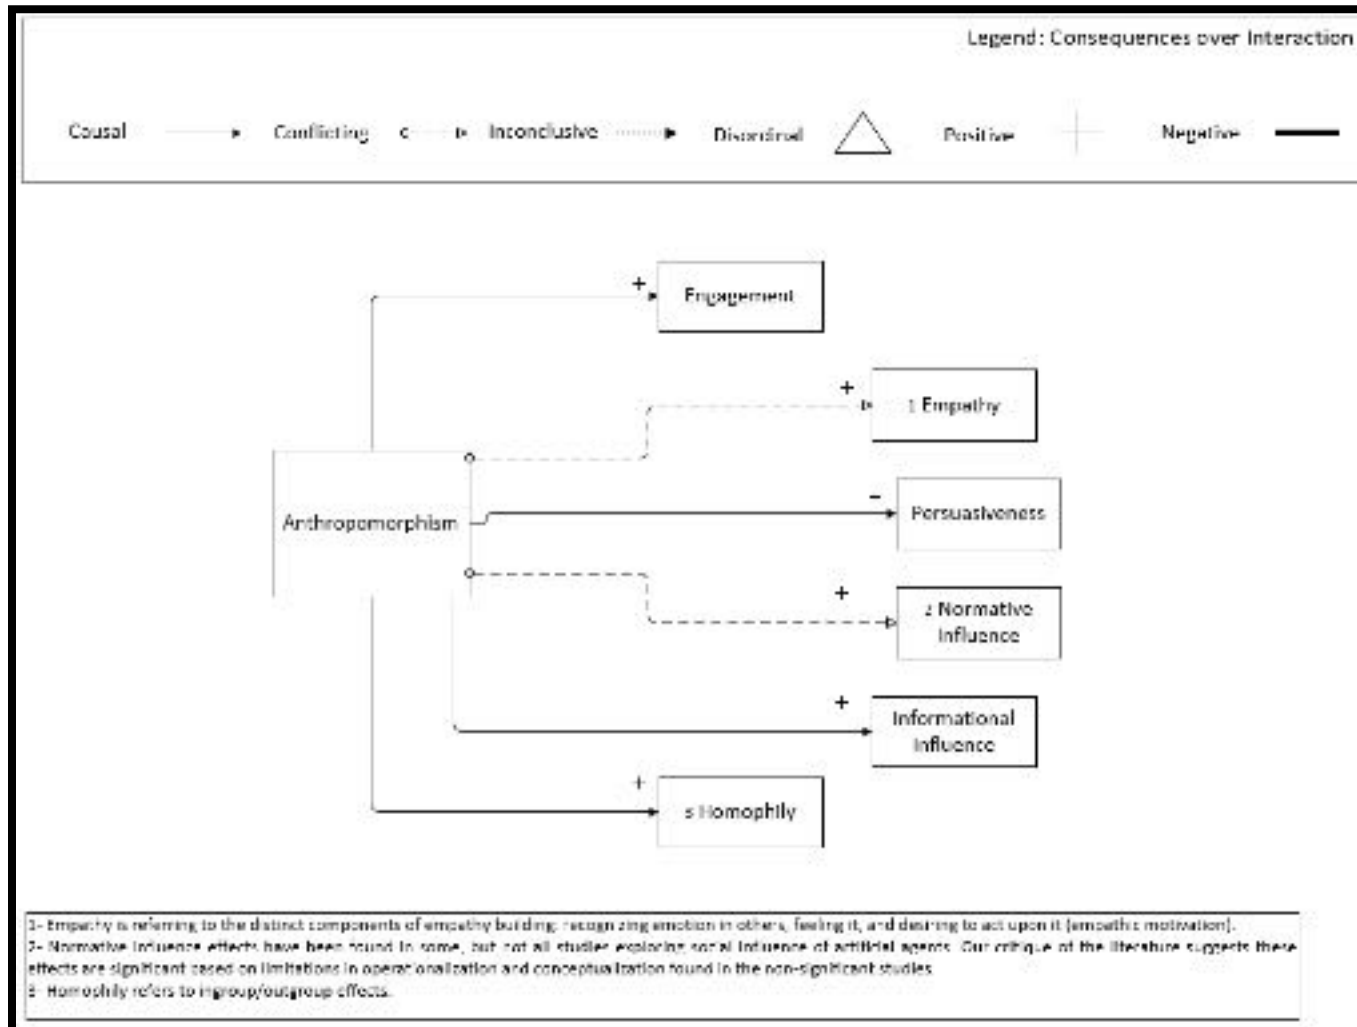 Legend: Consequences over Interaction
Causal Conflicting Inconclusive Disordinal Positive Negative
+ Engagement
+ 1 Empathy
Anthropomorphism
- Persuasiveness
+ 2 Normative
Influence
+ Informational
Influence
+ 3 Homophily
1- Empathy is referring to the distinct components of empathy building: recognizing emotion in others, feeling it, and desiring to act upon it (empathic motivation).
2- Normative influence effects have been found in some, but not all studies exploring social influence of artificial agents. Our critique of the literature suggests these
effects are significant based on limitations in operationalization and conceptualization found in the non-significant studies.
3- Homophily refers to ingroup/outgroup effects.